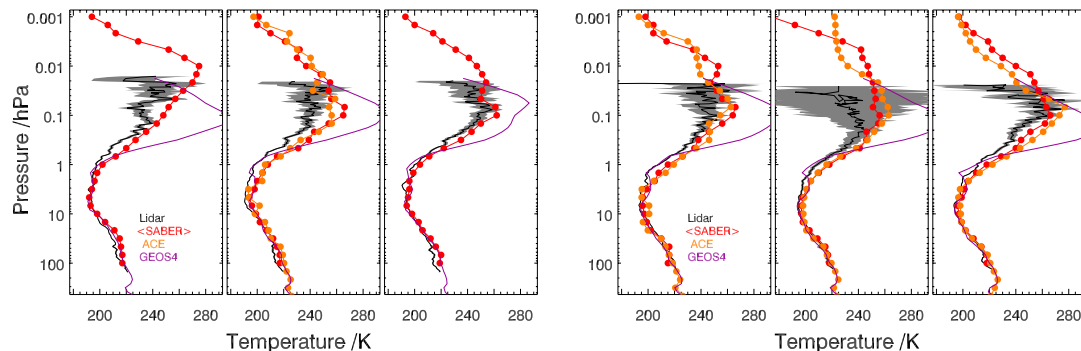 0.001
0.01
0.1
1
10
100
Pressure /hPa
Lidar
<SABER>
ACE
GEOS4
200 240 280 200 240 280 200 240 280
Temperature /K
0.001
0.01
0.1
1
10
100
Pressure /hPa
Lidar
<SABER>
ACE
GEOS4
200 240 280 200 240 280 200 240 280
Temperature /K